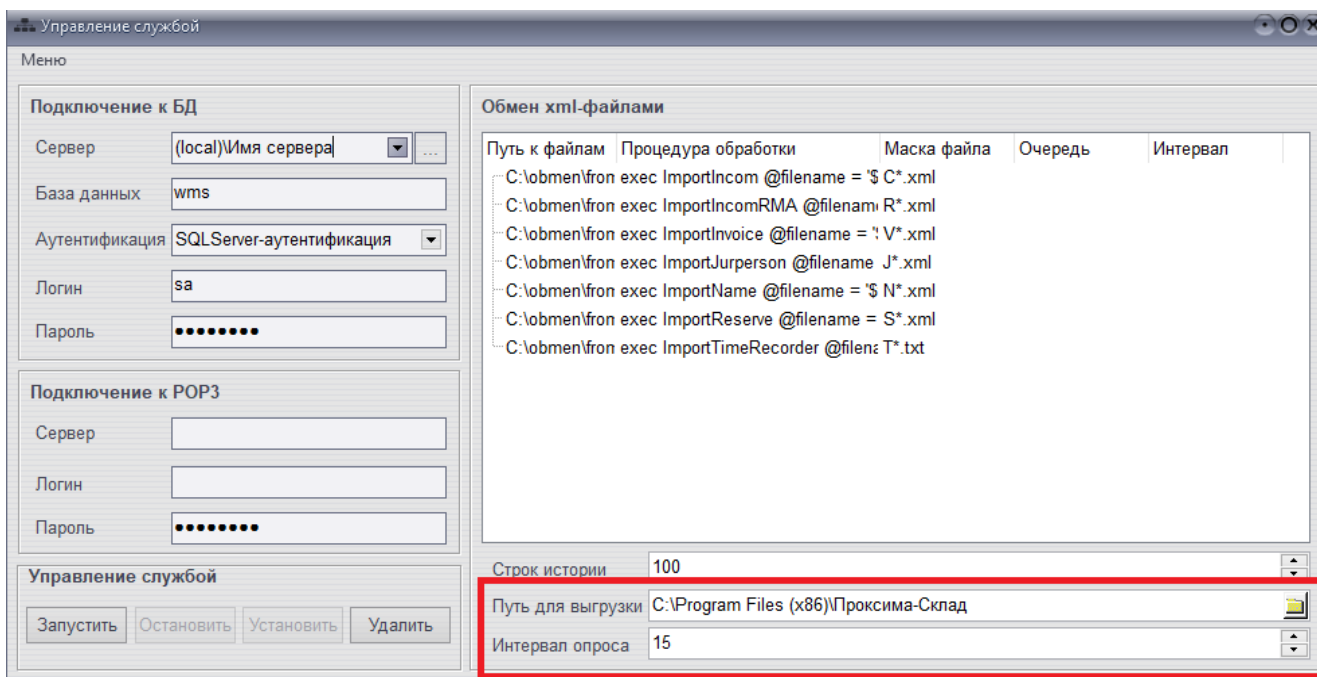 Управление службой
Меню
Подключение к БД
Сервер (local)\Имя сервера ...
База данных wms
Аутентификация SQLServer-аутентификация
Логин sa
Пароль ●●●●●●●●
Подключение к POP3
Сервер
Логин
Пароль ●●●●●●●●
Управление службой
Запустить Остановить Установить Удалить
Обмен xml-файлами
Путь к файлам Процедура обработки Маска файла Очередь Интервал
C:\obmen\fron exec ImportIncom @filename = '$ C*.xml
C:\obmen\fron exec ImportIncomRMA @filenam R*.xml
C:\obmen\fron exec ImportInvoice @filename = '$ V*.xml
C:\obmen\fron exec ImportJurperson @filename J*.xml
C:\obmen\fron exec ImportName @filename = '$ N*.xml
C:\obmen\fron exec ImportReserve @filename = S*.xml
C:\obmen\fron exec ImportTimeRecorder @filena T*.txt
Строк истории 100
Путь для выгрузки C:\Program Files (x86)\Проксима-Склад
Интервал опроса 15